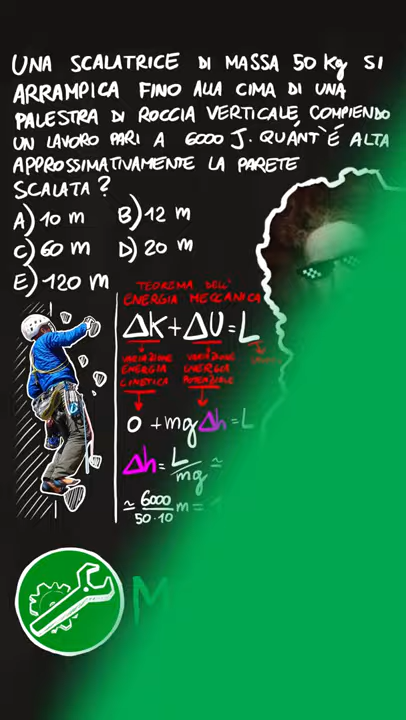 UNA SCALATRICE DI MASSA 50 Kg SI
ARRAMPICA FINO ALLA CIMA DI UNA
PALESTRA DI ROCCIA VERTICALE, COMPIENDO
UN LAVORO PARI A 6000 J. QUANT'È ALTA
APPROSSIMATIVAMENTE LA PARETE
SCALATA?
A) 10 m B) 12 m
C) 60 m D) 20 m
E) 120 m
TEOREMA DELL'
ENERGIA MECCANICA
ΔK+ΔU=L
VARIAZIONE ENERGIA CINETICA
VARIAZIONE ENERGIA POTENZIALE
0 + mgΔh = L
Δh = L/mg ≃
≃ 6000/50·10 m =
M